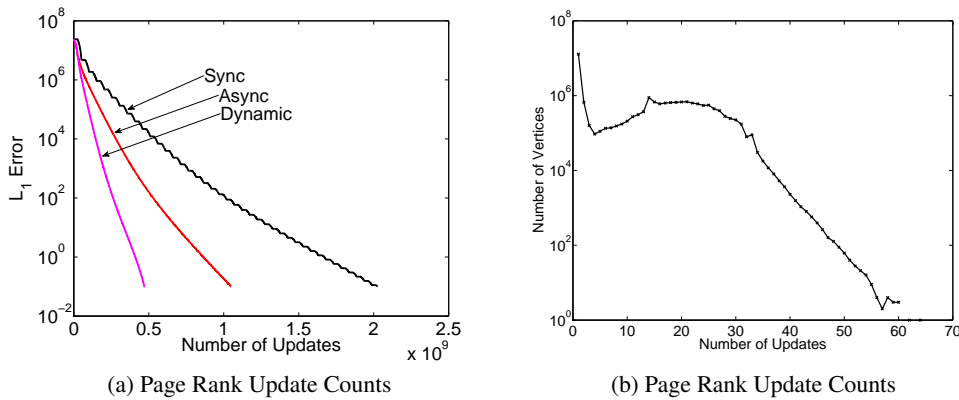 10^8
10^6
10^4
10^2
10^0
10^-2
L_1 Error
Sync
Async
Dynamic
0 0.5 1 1.5 2 2.5
Number of Updates
x 10^9
(a) Page Rank Update Counts
10^8
10^6
10^4
10^2
10^0
Number of Vertices
0 10 20 30 40 50 60 70
Number of Updates
(b) Page Rank Update Counts